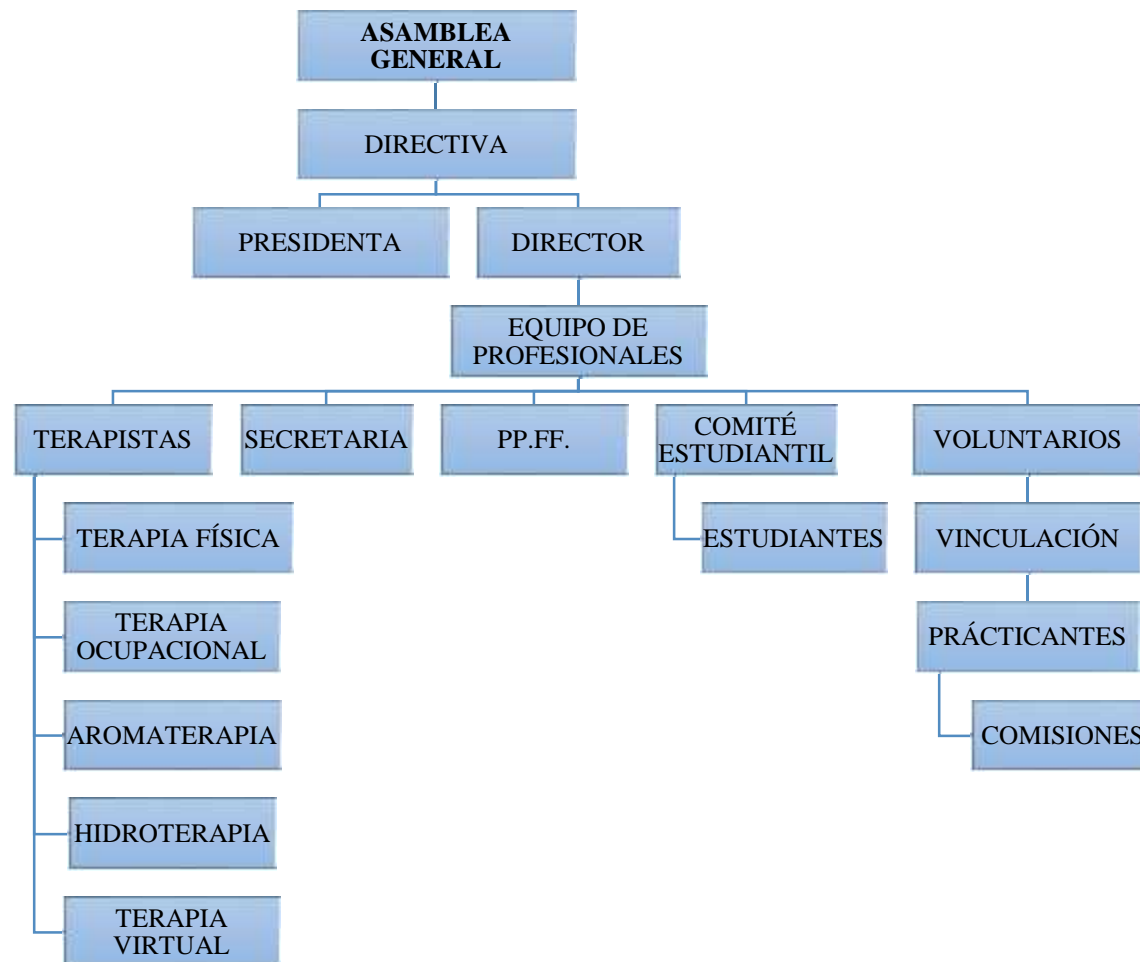 ASAMBLEA
GENERAL
DIRECTIVA
PRESIDENTA
DIRECTOR
EQUIPO DE
PROFESIONALES
TERAPISTAS
SECRETARIA
PP.FF.
COMITÉ
ESTUDIANTIL
VOLUNTARIOS
TERAPIA FÍSICA
ESTUDIANTES
VINCULACIÓN
TERAPIA
OCUPACIONAL
PRÁCTICANTES
AROMATERAPIA
COMISIONES
HIDROTERAPIA
TERAPIA
VIRTUAL